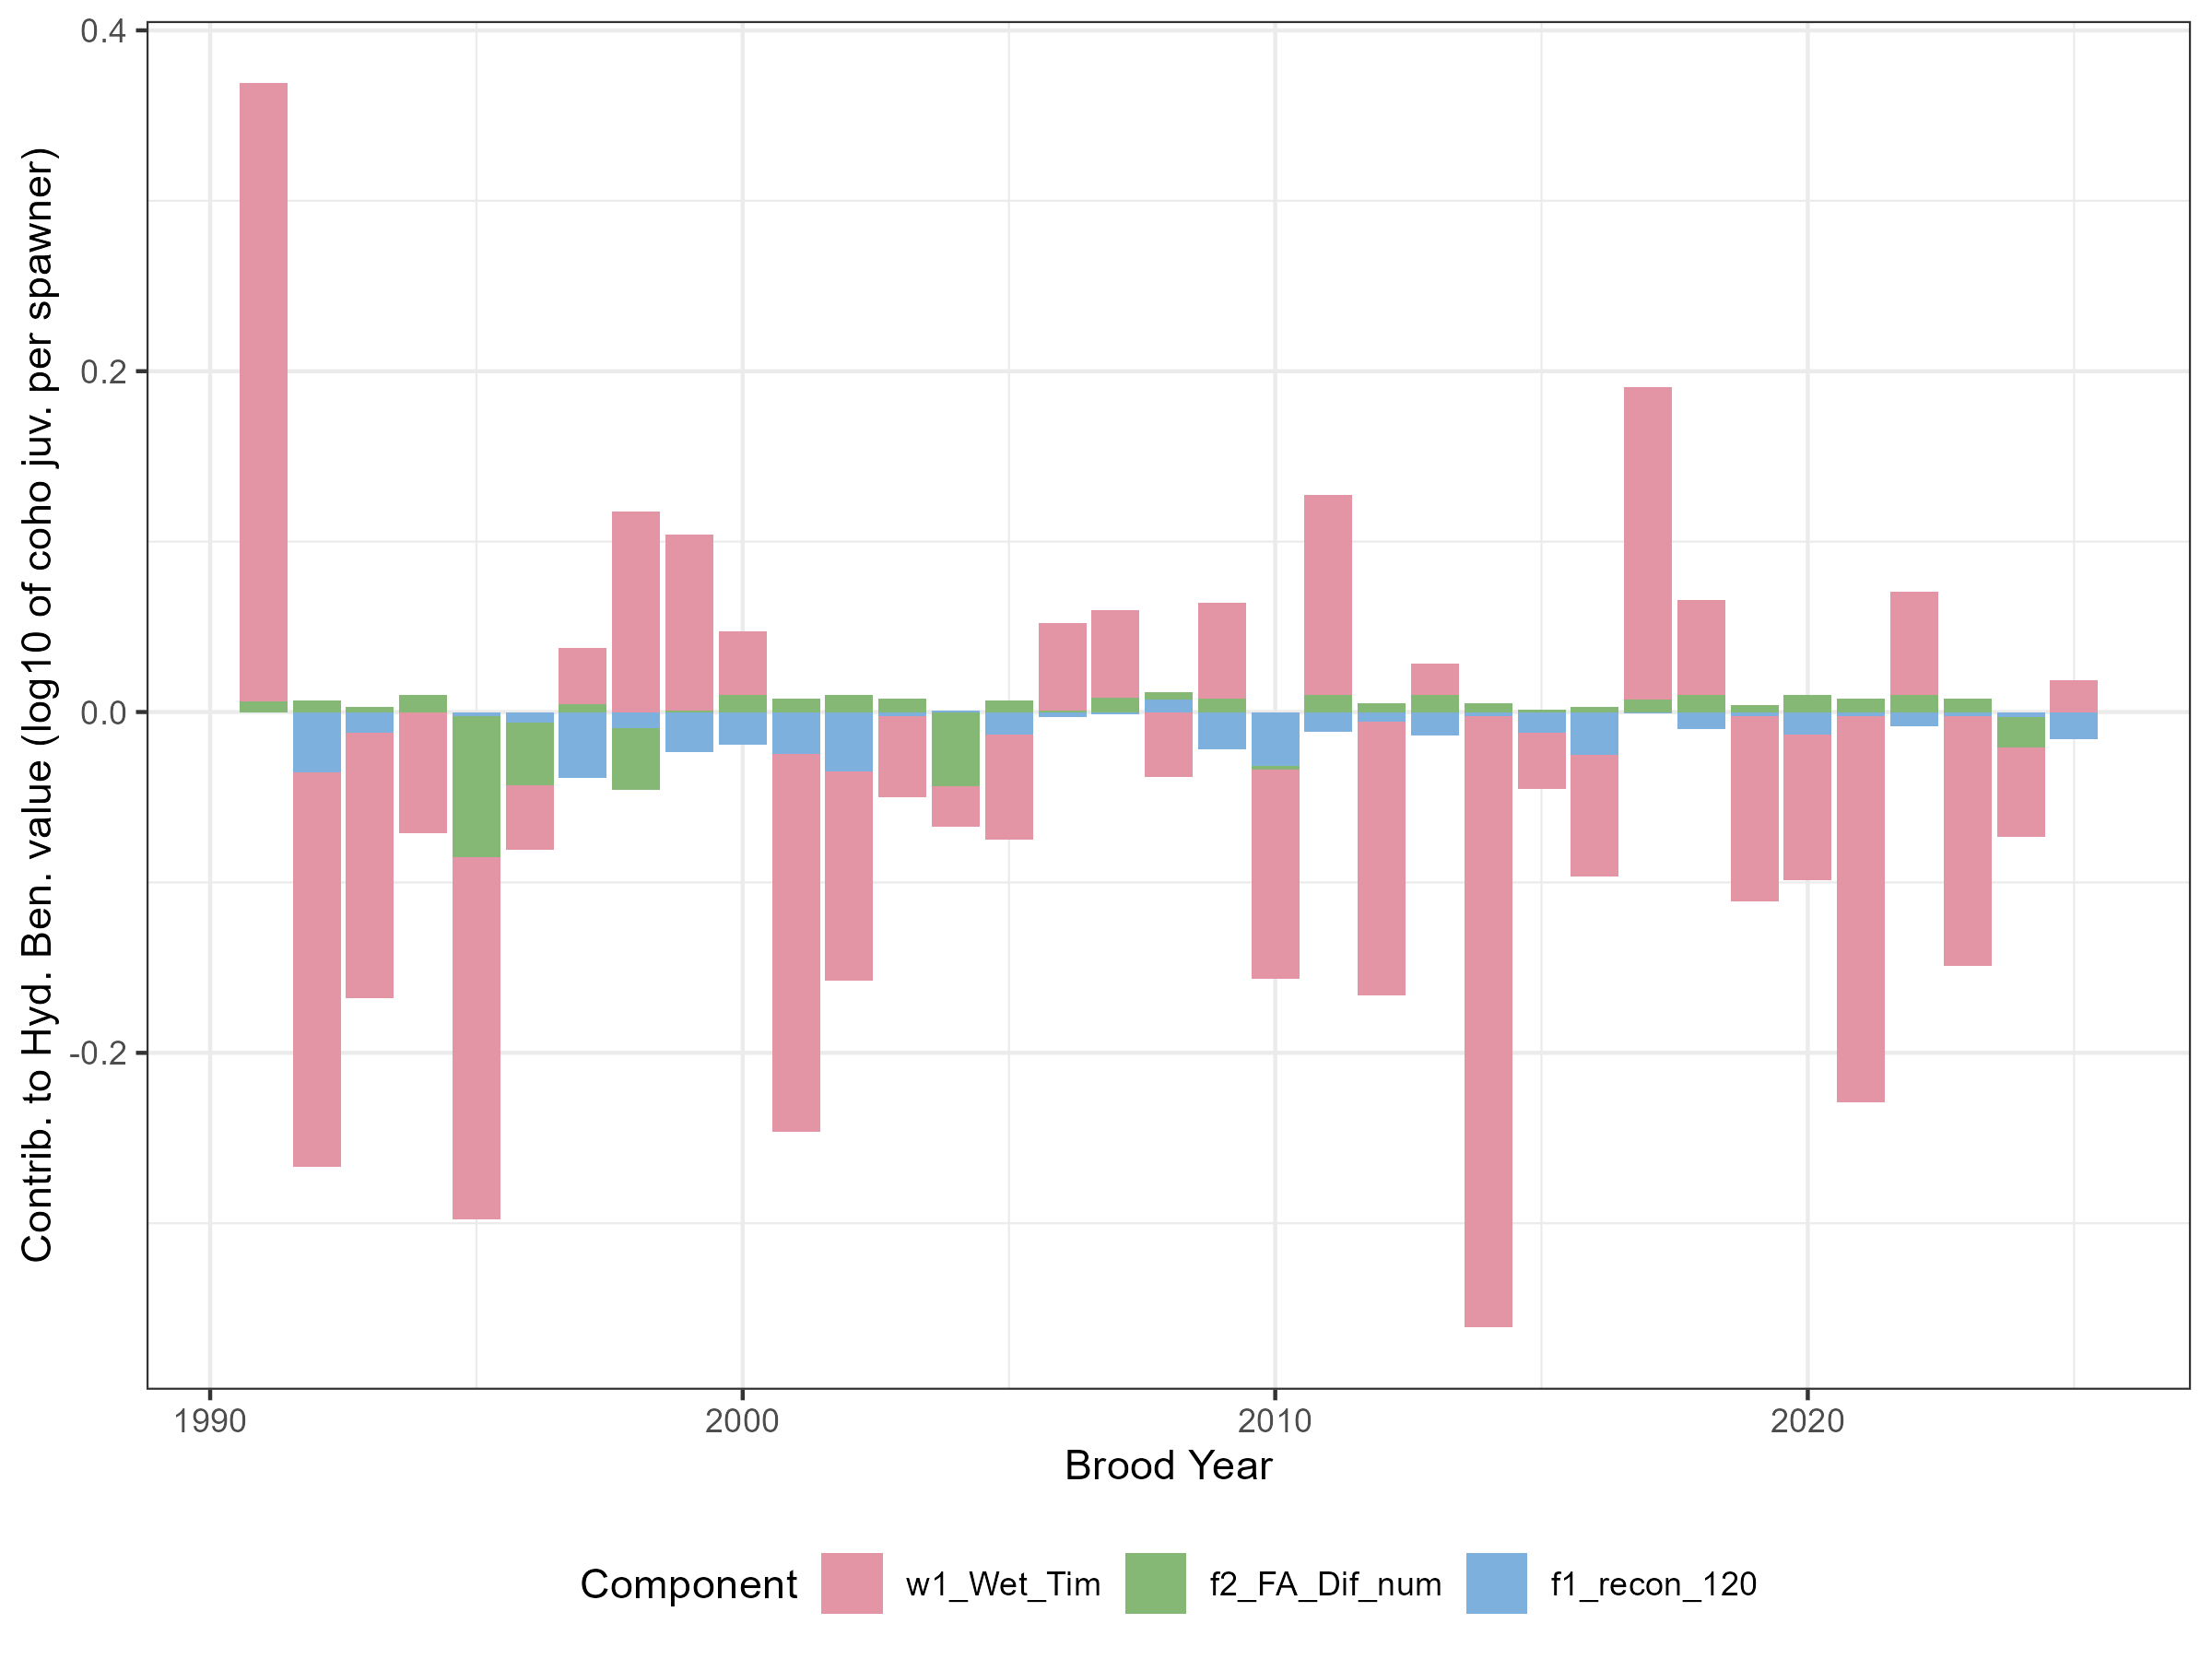 Contrib. to Hyd. Ben. value (log10 of coho juv. per spawner)
0.4
0.2
0.0
-0.2
1990 2000 2010 2020
Brood Year
Component w1_Wet_Tim f2_FA_Dif_num f1_recon_120